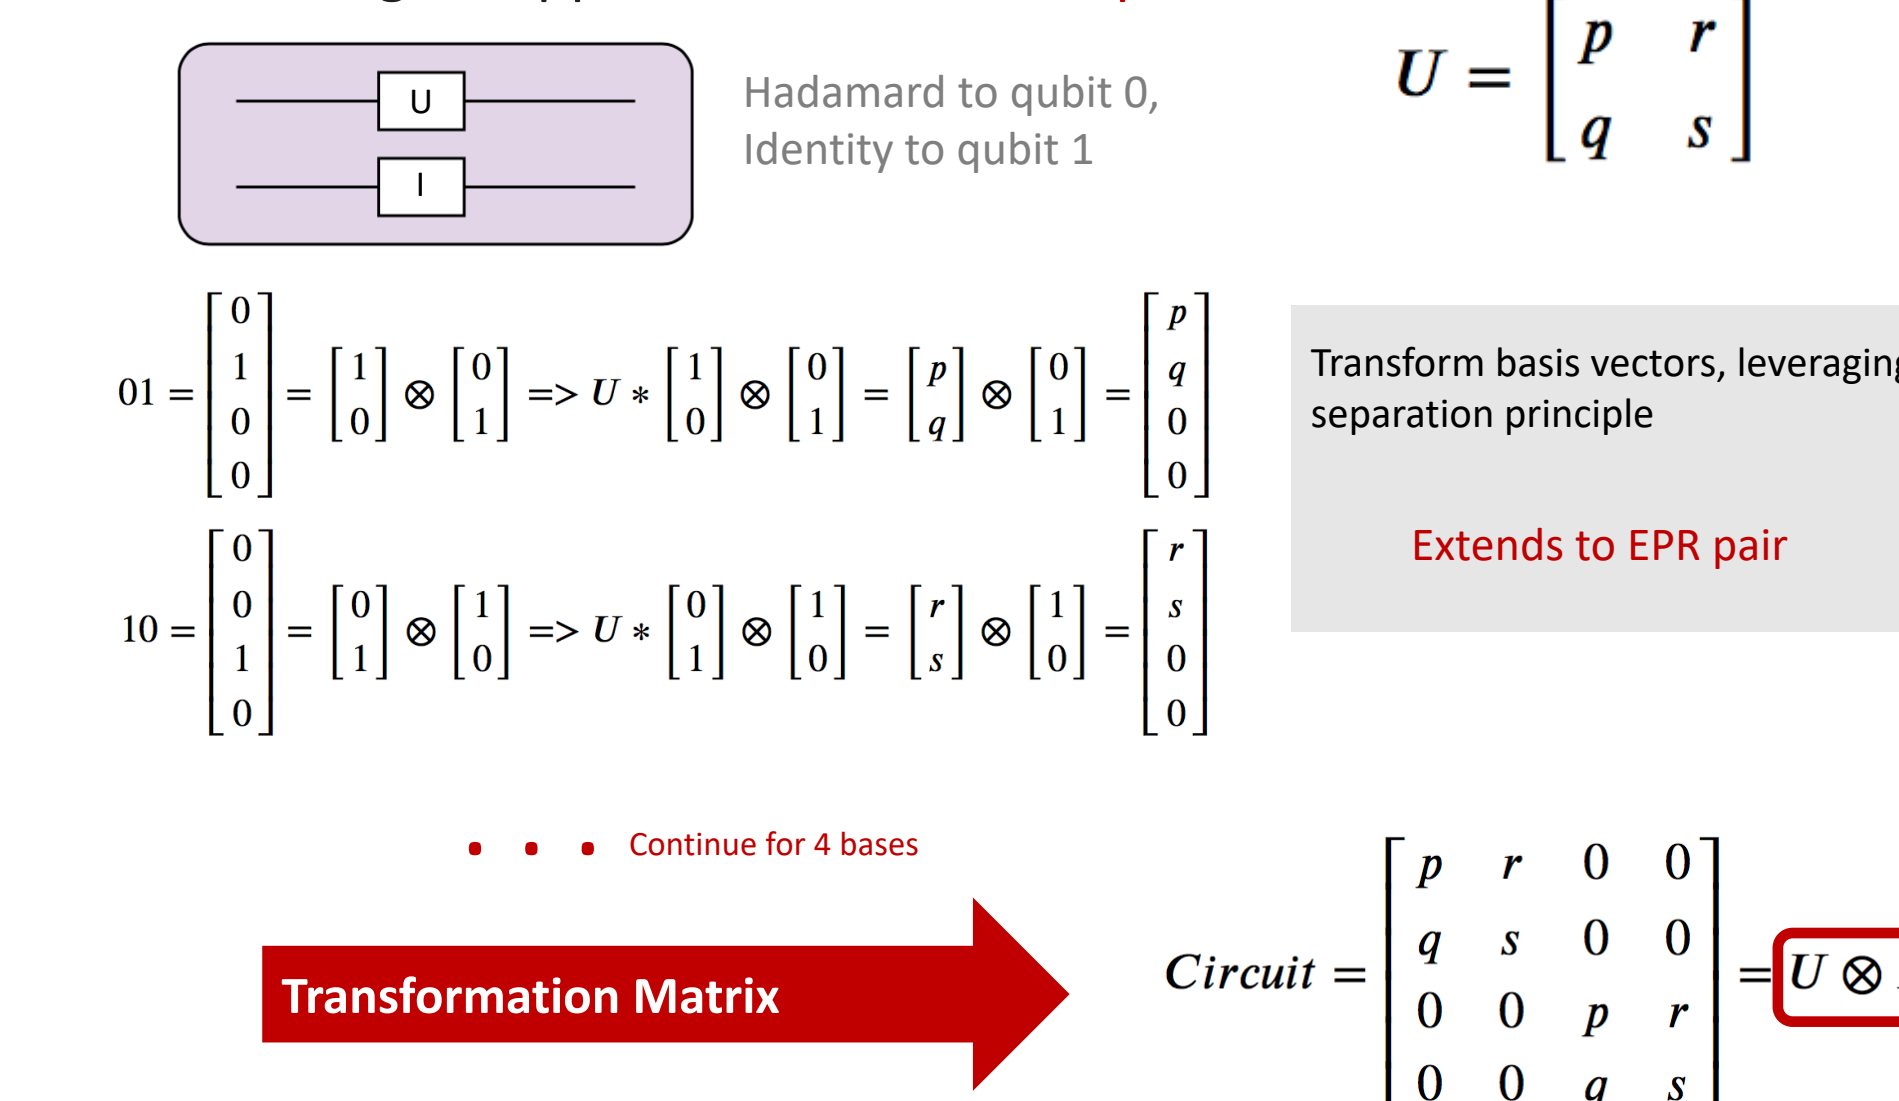 U
I
Hadamard to qubit 0,
Identity to qubit 1
U = [p r
q s]
01 = [0 1 0 0] = [1 0] ⊗ [0 1] => U * [1 0] ⊗ [0 1] = [p q] ⊗ [0 1] = [p q 0 0]
10 = [0 0 1 0] = [0 1] ⊗ [1 0] => U * [0 1] ⊗ [1 0] = [r s] ⊗ [1 0] = [r s 0 0]
Transform basis vectors, leveraging
separation principle
Extends to EPR pair
. . . Continue for 4 bases
Transformation Matrix
Circuit = [p r 0 0
q s 0 0
0 0 p r
0 0 q s] = U ⊗